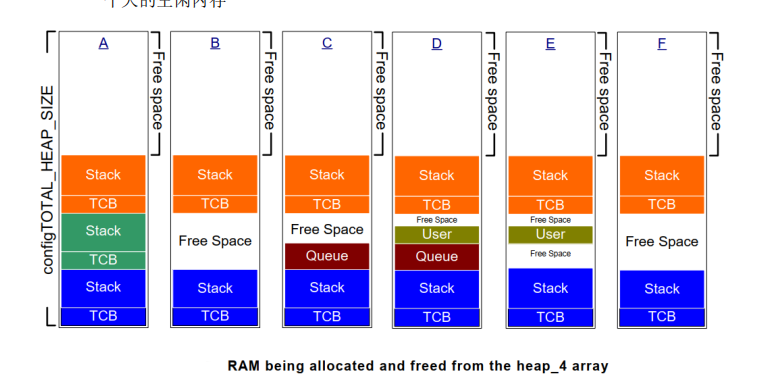 A B C D E F
configTOTAL_HEAP_SIZE
Free space Free space Free space Free space Free space Free space
Stack Stack Stack Stack Stack Stack
TCB TCB TCB TCB TCB TCB
Stack Free Space Free Space Free Space Free Space Free Space
User User
TCB Queue Queue Free Space
Stack Stack Stack Stack Stack Stack
TCB TCB TCB TCB TCB TCB
RAM being allocated and freed from the heap_4 array